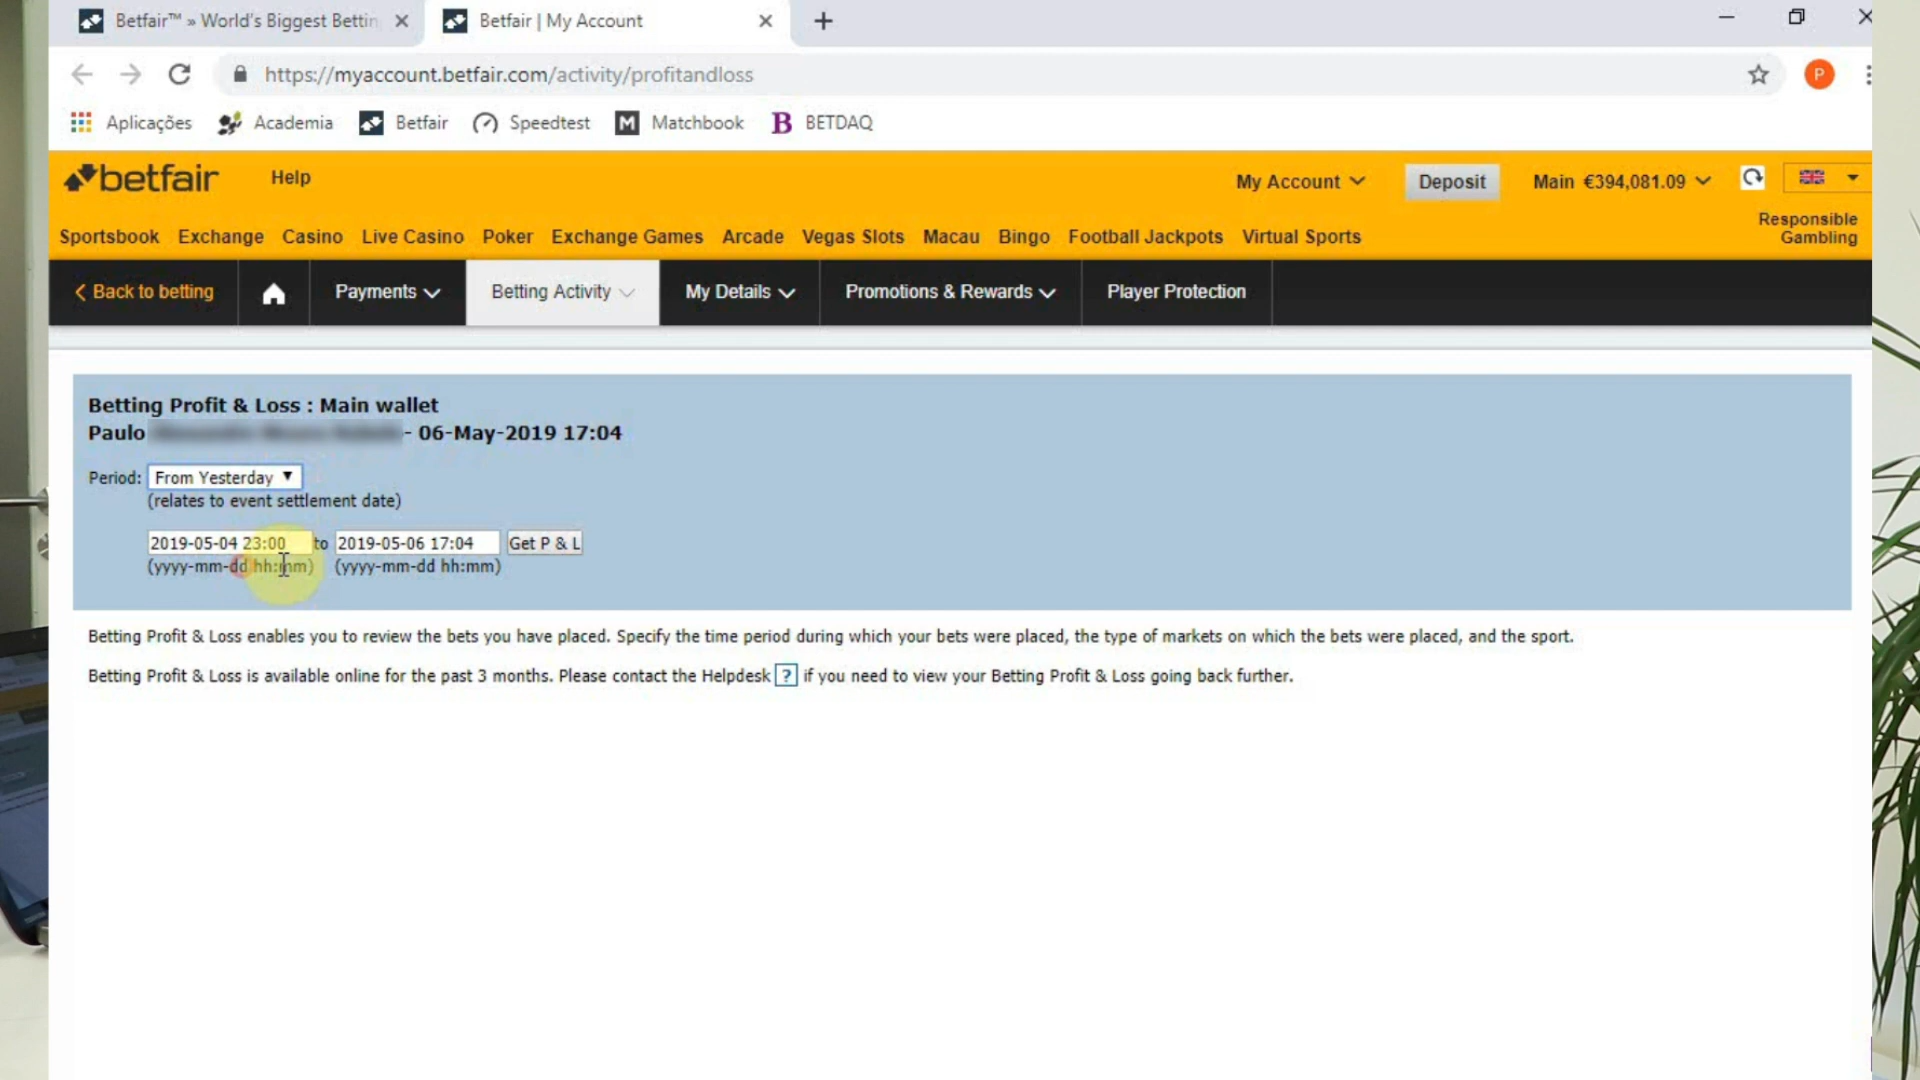 Betfair™ » World's Biggest Bettin
Betfair | My Account
https://myaccount.betfair.com/activity/profitandloss
P
Aplicações Academia Betfair Speedtest M Matchbook B BETDAQ
betfair Help My Account Deposit Main €394,081.09
Sportsbook Exchange Casino Live Casino Poker Exchange Games Arcade Vegas Slots Macau Bingo Football Jackpots Virtual Sports
Responsible
Gambling
Back to betting Payments Betting Activity My Details Promotions & Rewards Player Protection
Betting Profit & Loss : Main wallet
Paulo - 06-May-2019 17:04
Period: From Yesterday
(relates to event settlement date)
2019-05-04 23:00 to 2019-05-06 17:04 Get P & L
(yyyy-mm-dd hh:mm) (yyyy-mm-dd hh:mm)
Betting Profit & Loss enables you to review the bets you have placed. Specify the time period during which your bets were placed, the type of markets on which the bets were placed, and the sport.
Betting Profit & Loss is available online for the past 3 months. Please contact the Helpdesk ? if you need to view your Betting Profit & Loss going back further.